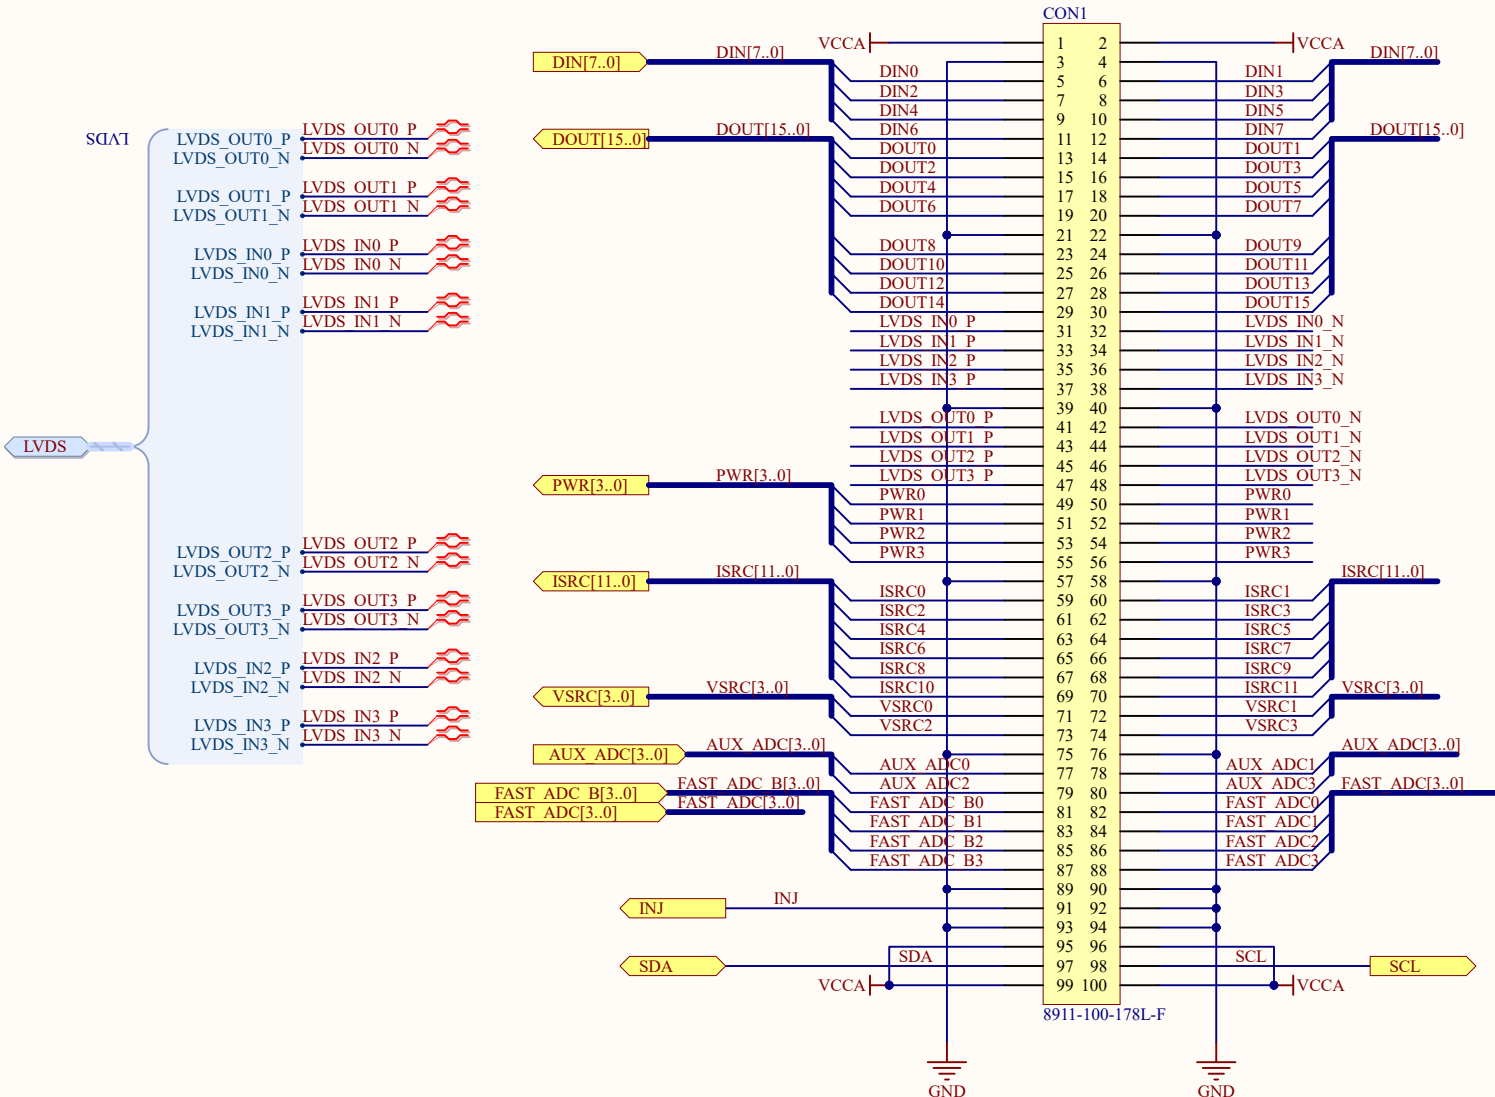 CON1
VCCA 1 2 VCCA
DIN[7..0] DIN[7..0] 3 4 DIN[7..0]
DIN0 5 6 DIN1
DIN2 7 8 DIN3
DIN4 9 10 DIN5
DIN6 11 12 DIN7
DOUT[15..0] DOUT[15..0] DOUT[15..0]
DOUT0 13 14 DOUT1
DOUT2 15 16 DOUT3
DOUT4 17 18 DOUT5
DOUT6 19 20 DOUT7
21 22
DOUT8 23 24 DOUT9
DOUT10 25 26 DOUT11
DOUT12 27 28 DOUT13
DOUT14 29 30 DOUT15
LVDS_IN0_P 31 32 LVDS_IN0_N
LVDS_IN1_P 33 34 LVDS_IN1_N
LVDS_IN2_P 35 36 LVDS_IN2_N
LVDS_IN3_P 37 38 LVDS_IN3_N
39 40
LVDS_OUT0_P 41 42 LVDS_OUT0_N
LVDS_OUT1_P 43 44 LVDS_OUT1_N
LVDS_OUT2_P 45 46 LVDS_OUT2_N
LVDS_OUT3_P 47 48 LVDS_OUT3_N
PWR[3..0] PWR[3..0]
PWR0 49 50 PWR0
PWR1 51 52 PWR1
PWR2 53 54 PWR2
PWR3 55 56 PWR3
ISRC[11..0] ISRC[11..0] 57 58 ISRC[11..0]
ISRC0 59 60 ISRC1
ISRC2 61 62 ISRC3
ISRC4 63 64 ISRC5
ISRC6 65 66 ISRC7
ISRC8 67 68 ISRC9
ISRC10 69 70 ISRC11
VSRC[3..0] VSRC[3..0] VSRC[3..0]
VSRC0 71 72 VSRC1
VSRC2 73 74 VSRC3
AUX_ADC[3..0] AUX_ADC[3..0] 75 76 AUX_ADC[3..0]
AUX_ADC0 77 78 AUX_ADC1
AUX_ADC2 79 80 AUX_ADC3
FAST_ADC_B[3..0] FAST_ADC_B[3..0] FAST_ADC[3..0]
FAST_ADC[3..0] FAST_ADC[3..0]
FAST_ADC_B0 81 82 FAST_ADC0
FAST_ADC_B1 83 84 FAST_ADC1
FAST_ADC_B2 85 86 FAST_ADC2
FAST_ADC_B3 87 88 FAST_ADC3
89 90
INJ INJ 91 92
93 94
95 96
SDA SDA 97 98 SCL SCL
VCCA 99 100 VCCA
8911-100-178L-F
GND GND
LVDS
LVDS_OUT0_P LVDS_OUT0_P
LVDS_OUT0_N LVDS_OUT0_N
LVDS_OUT1_P LVDS_OUT1_P
LVDS_OUT1_N LVDS_OUT1_N
LVDS_IN0_P LVDS_IN0_P
LVDS_IN0_N LVDS_IN0_N
LVDS_IN1_P LVDS_IN1_P
LVDS_IN1_N LVDS_IN1_N
LVDS
LVDS_OUT2_P LVDS_OUT2_P
LVDS_OUT2_N LVDS_OUT2_N
LVDS_OUT3_P LVDS_OUT3_P
LVDS_OUT3_N LVDS_OUT3_N
LVDS_IN2_P LVDS_IN2_P
LVDS_IN2_N LVDS_IN2_N
LVDS_IN3_P LVDS_IN3_P
LVDS_IN3_N LVDS_IN3_N